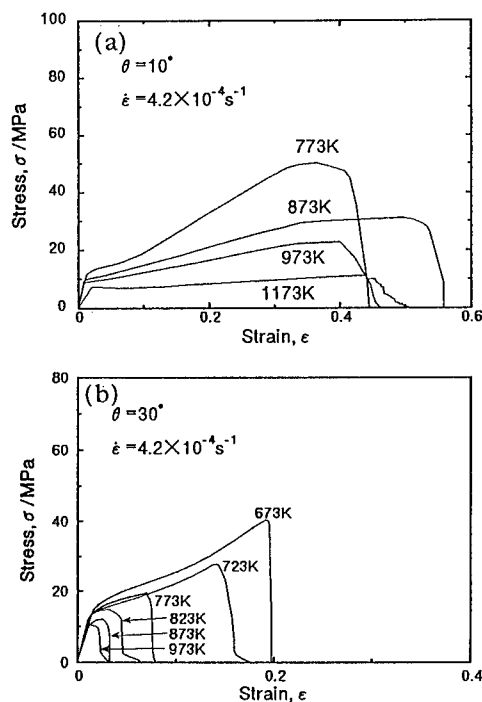 (a)
θ =10°
ε̇ =4.2×10⁻⁴s⁻¹
773K
873K
973K
1173K
Stress, σ /MPa
100
80
60
40
20
0
0 0.2 0.4 0.6
Strain, ε
(b)
θ =30°
ε̇ =4.2×10⁻⁴s⁻¹
673K
723K
773K
823K
873K
973K
Stress, σ /MPa
80
60
40
20
0
0 0.2 0.4
Strain, ε